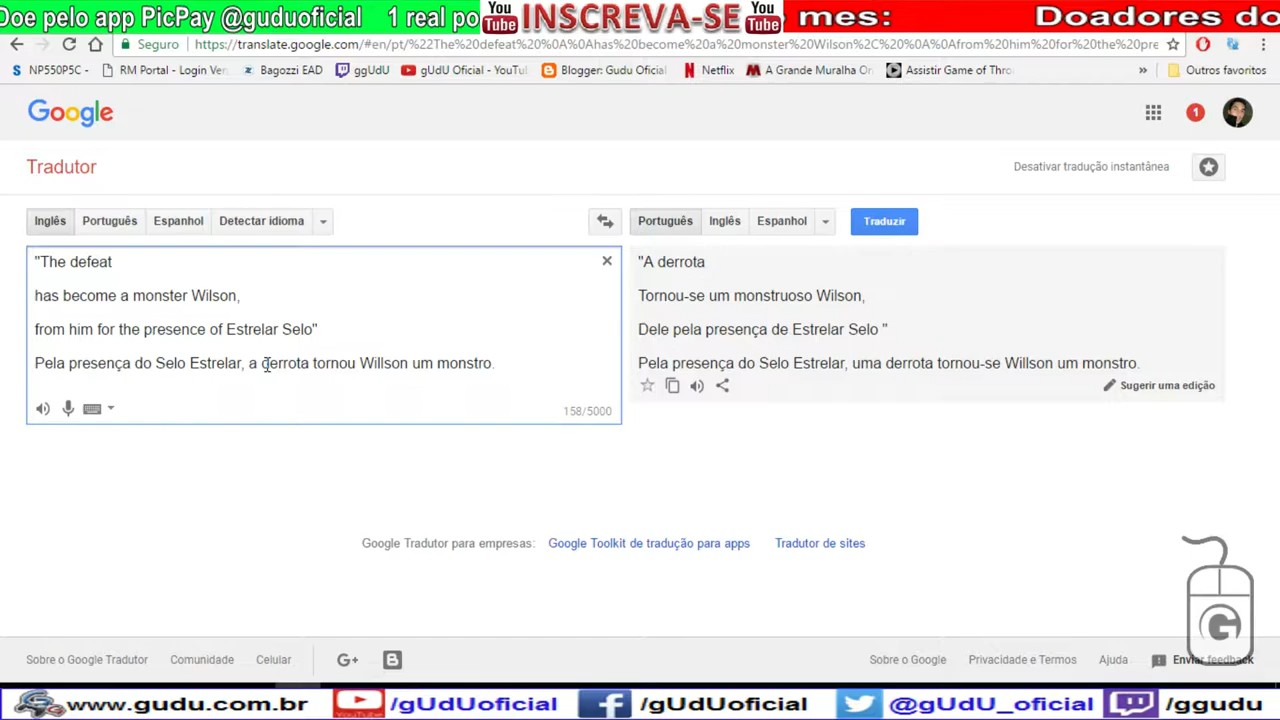 Doe pelo app PicPay @guduoficial 1 real po
You Tube INSCREVA-SE You Tube
o mes: Doadores do
Seguro https://translate.google.com/#en/pt/%22The%20defeat%20%0A%0Ahas%20become%20a%20monster%20Wilson%2C%20%0A%0Afrom%20him%20for%20the%20pre
NP550P5C - RM Portal - Login Ver Bagozzi EAD ggUdU gUdU Oficial - YouTu Blogger: Gudu Oficial Netflix A Grande Muralha On Assistir Game of Thro » Outros favoritos
Google 1
Tradutor Desativar tradução instantânea
Inglês Português Espanhol Detectar idioma Português Inglês Espanhol Traduzir
"The defeat
has become a monster Wilson,
from him for the presence of Estrelar Selo"
Pela presença do Selo Estrelar, a derrota tornou Willson um monstro.
158/5000
"A derrota
Tornou-se um monstruoso Wilson,
Dele pela presença de Estrelar Selo "
Pela presença do Selo Estrelar, uma derrota tornou-se Willson um monstro.
Sugerir uma edição
Google Tradutor para empresas: Google Toolkit de tradução para apps Tradutor de sites
Sobre o Google Tradutor Comunidade Celular G+ B Sobre o Google Privacidade e Termos Ajuda Enviar feedback
www.gudu.com.br YouTube /gUdUoficial /gUdUoficial @gUdU_oficial /ggudu